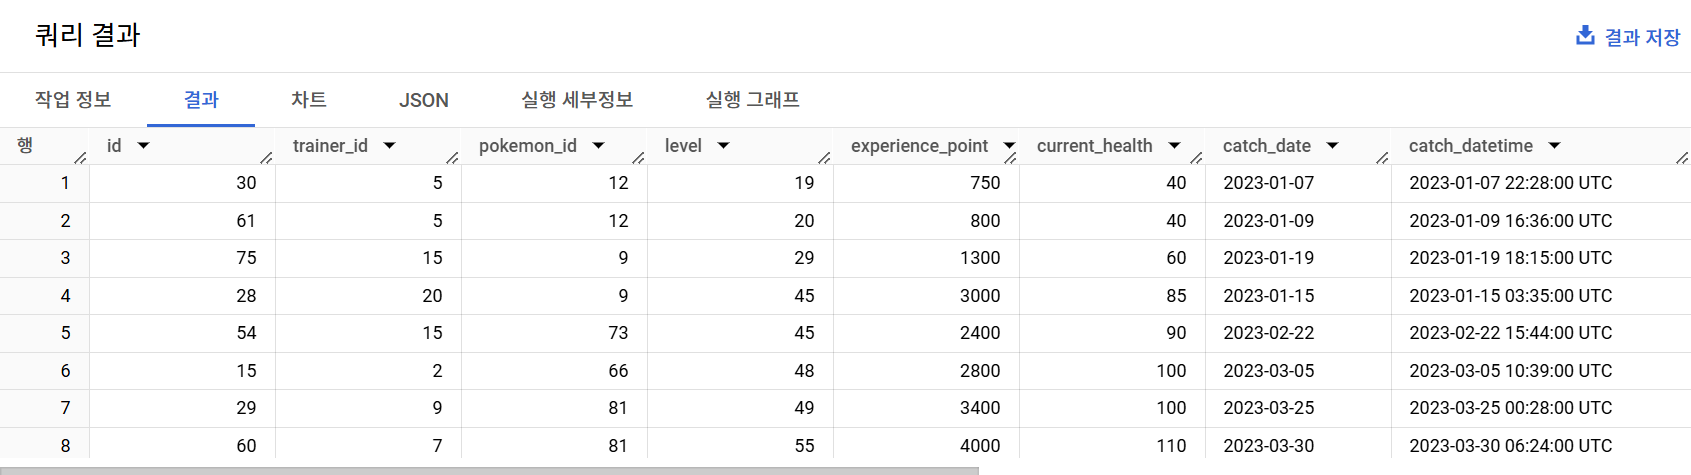 쿼리 결과
결과 저장
작업 정보 결과 차트 JSON 실행 세부정보 실행 그래프
행 id trainer_id pokemon_id level experience_point current_health catch_date catch_datetime
1 30 5 12 19 750 40 2023-01-07 2023-01-07 22:28:00 UTC
2 61 5 12 20 800 40 2023-01-09 2023-01-09 16:36:00 UTC
3 75 15 9 29 1300 60 2023-01-19 2023-01-19 18:15:00 UTC
4 28 20 9 45 3000 85 2023-01-15 2023-01-15 03:35:00 UTC
5 54 15 73 45 2400 90 2023-02-22 2023-02-22 15:44:00 UTC
6 15 2 66 48 2800 100 2023-03-05 2023-03-05 10:39:00 UTC
7 29 9 81 49 3400 100 2023-03-25 2023-03-25 00:28:00 UTC
8 60 7 81 55 4000 110 2023-03-30 2023-03-30 06:24:00 UTC